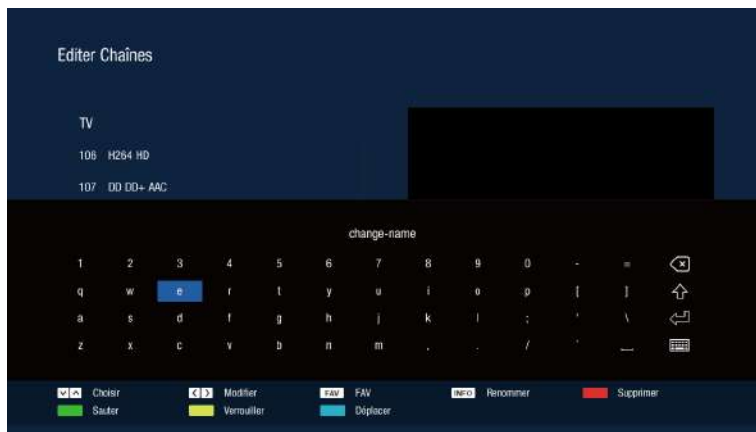 Editer Chaînes
TV
106 H264 HD
107 DD DD+ AAC
change-name
1 2 3 4 5 6 7 8 9 0 - =
q w e r t y u i o p [ ]
a s d f g h j k l ; ' \
z x c v b n m , . / `
Choisir Modifier FAV FAV INFO Renommer Supprimer
Sauter Verrouiller Déplacer